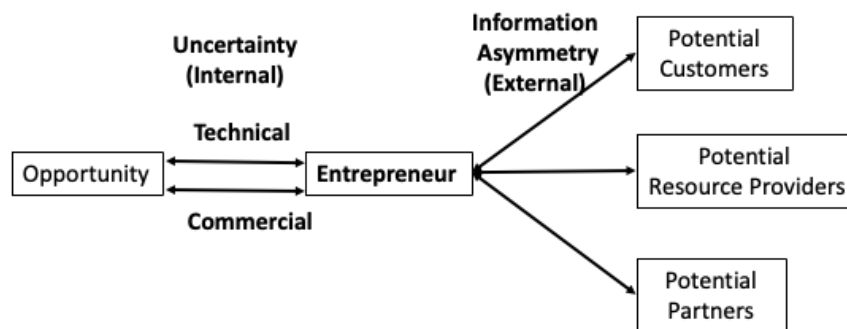 Uncertainty
(Internal)
Information
Asymmetry
(External)
Potential
Customers
Technical
Opportunity
Entrepreneur
Potential
Resource Providers
Commercial
Potential
Partners